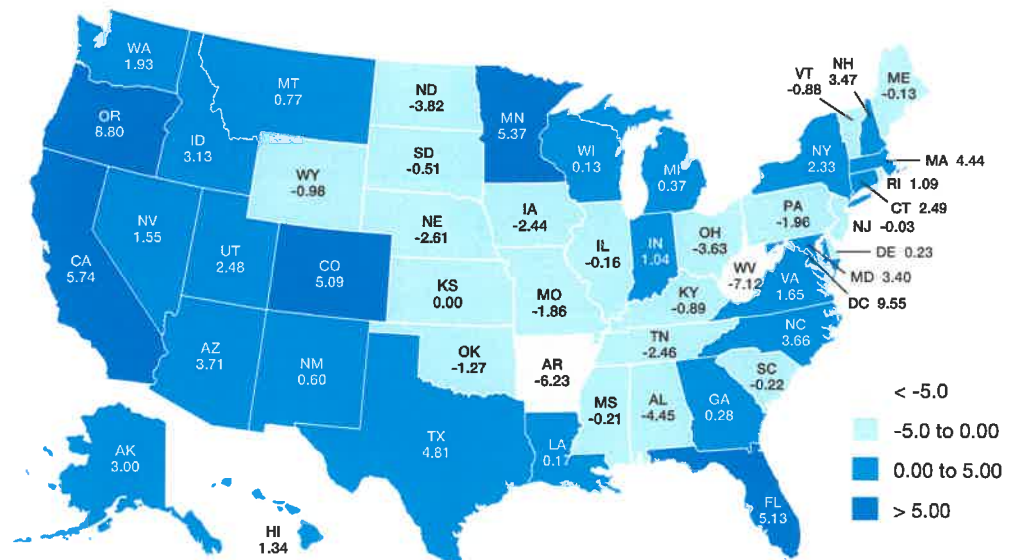 WA
1.93
OR
8.80
CA
5.74
NV
1.55
ID
3.13
MT
0.77
WY
-0.98
UT
2.48
CO
5.09
AZ
3.71
NM
0.60
ND
-3.82
SD
-0.51
NE
-2.61
KS
0.00
OK
-1.27
TX
4.81
MN
5.37
IA
-2.44
MO
-1.86
AR
-6.23
LA
0.17
WI
0.13
IL
-0.16
MI
0.37
IN
1.04
OH
-3.63
KY
-0.89
TN
-2.46
MS
-0.21
AL
-4.45
GA
0.28
FL
5.13
SC
-0.22
NC
3.66
VA
1.65
WV
-7.12
PA
-1.96
NY
2.33
VT
-0.88
NH
3.47
ME
-0.13
MA 4.44
RI 1.09
CT 2.49
NJ -0.03
DE 0.23
MD 3.40
DC 9.55
AK
3.00
HI
1.34
< -5.0
-5.0 to 0.00
0.00 to 5.00
> 5.00